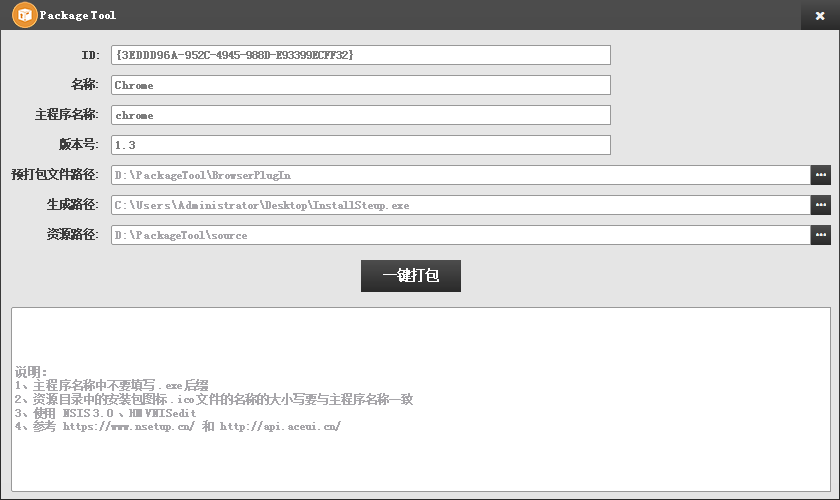 PackageTool
ID: {3EDDD96A-952C-4945-988D-E93399ECFF32}
名称: Chrome
主程序名称: chrome
版本号: 1.3
预打包文件路径: D:\PackageTool\BrowserPlugIn
生成路径: C:\Users\Administrator\Desktop\InstallSteup.exe
资源路径: D:\PackageTool\source
一键打包
说明:
1、主程序名称中不要填写.exe后缀
2、资源目录中的安装包图标.ico文件的名称的大小写要与主程序名称一致
3、使用 NSIS3.0 、HM VNISedit
4、参考 https://www.nsetup.cn/ 和 http://api.aceui.cn/